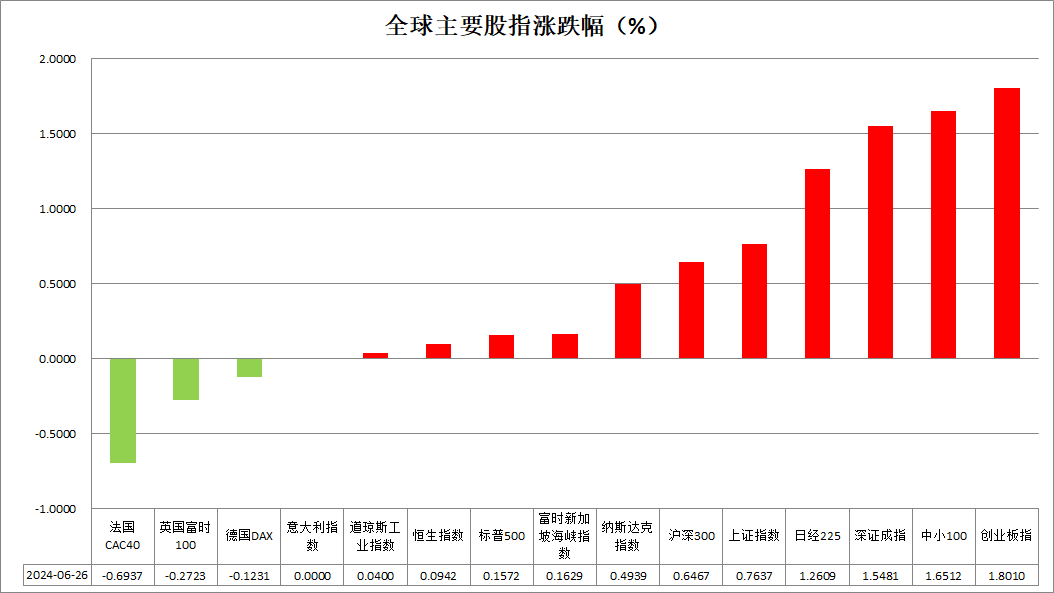 全球主要股指涨跌幅（%）
2.0000
1.5000
1.0000
0.5000
0.0000
-0.5000
-1.0000
法国
CAC40
英国富时
100
德国DAX
意大利指
数
道琼斯工
业指数
恒生指数
标普500
富时新加
坡海峡指
数
纳斯达克
指数
沪深300
上证指数
日经225
深证成指
中小100
创业板指
2024-06-26 -0.6937 -0.2723 -0.1231 0.0000 0.0400 0.0942 0.1572 0.1629 0.4939 0.6467 0.7637 1.2609 1.5481 1.6512 1.8010